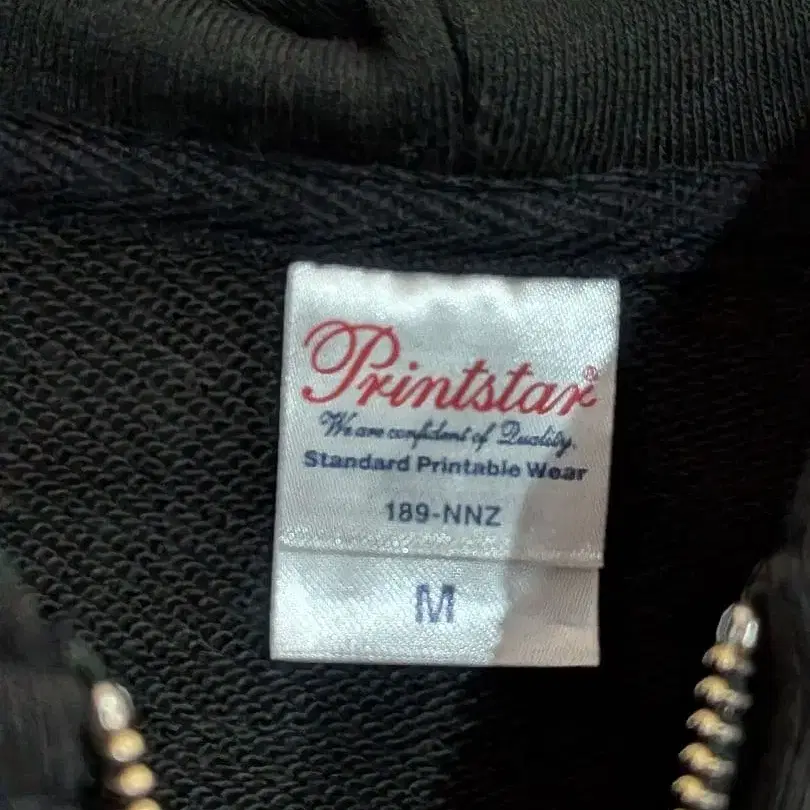 Printstar®
We are confident of Quality.
Standard Printable Wear
189-NNZ
M